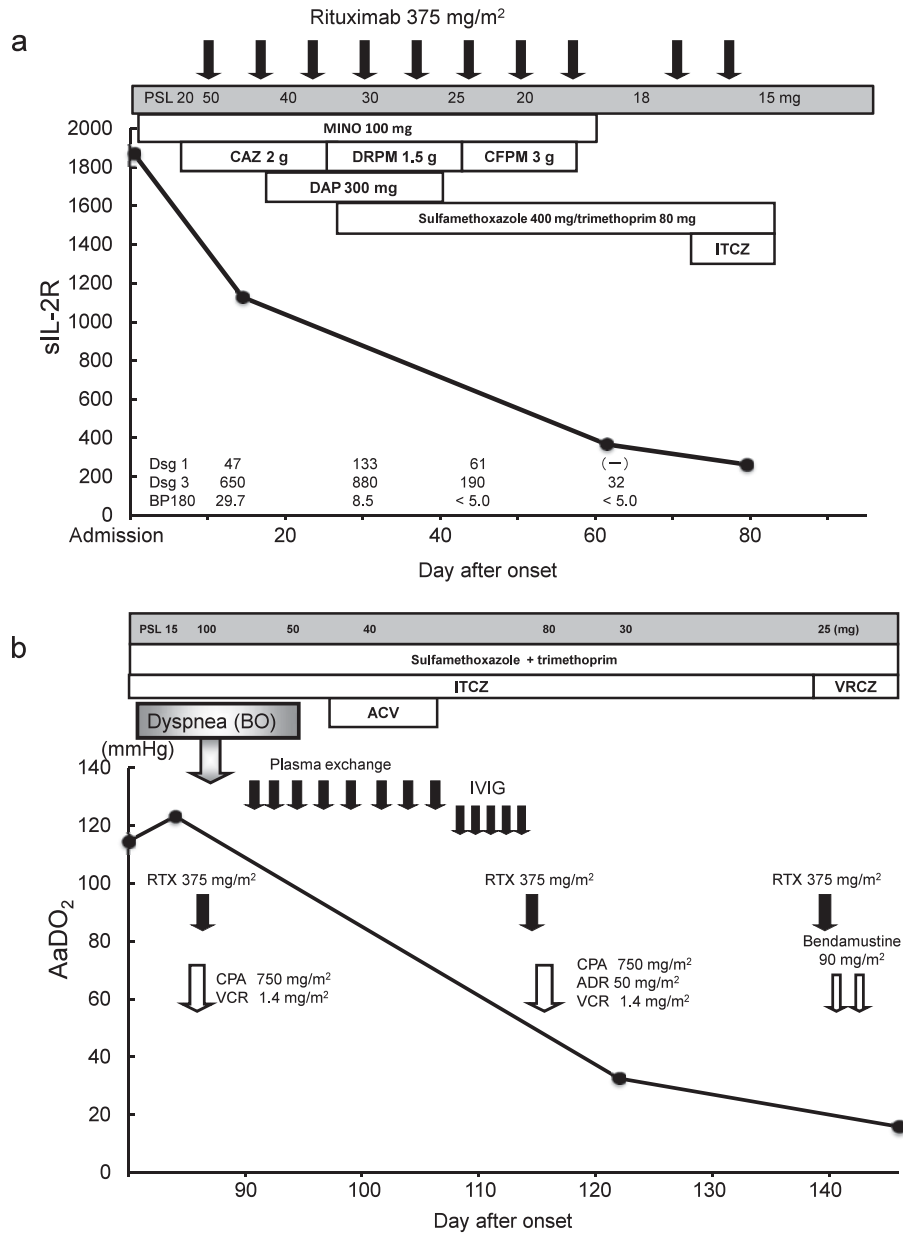 Rituximab 375 mg/m²
a
PSL 20 50 40 30 25 20 18 15 mg
MINO 100 mg
CAZ 2 g DRPM 1.5 g CFPM 3 g
DAP 300 mg
Sulfamethoxazole 400 mg/trimethoprim 80 mg
ITCZ
sIL-2R
2000
1800
1600
1400
1200
1000
800
600
400
200
0
Dsg 1 47 133 61 (—)
Dsg 3 650 880 190 32
BP180 29.7 8.5 < 5.0 < 5.0
Admission 20 40 60 80
Day after onset
b
PSL 15 100 50 40 80 30 25 (mg)
Sulfamethoxazole + trimethoprim
ITCZ VRCZ
ACV
Dyspnea (BO)
(mmHg)
Plasma exchange
IVIG
AaDO₂
140
120
100
80
60
40
20
0
RTX 375 mg/m² RTX 375 mg/m² RTX 375 mg/m²
CPA 750 mg/m²
VCR 1.4 mg/m²
CPA 750 mg/m²
ADR 50 mg/m²
VCR 1.4 mg/m²
Bendamustine
90 mg/m²
90 100 110 120 130 140
Day after onset